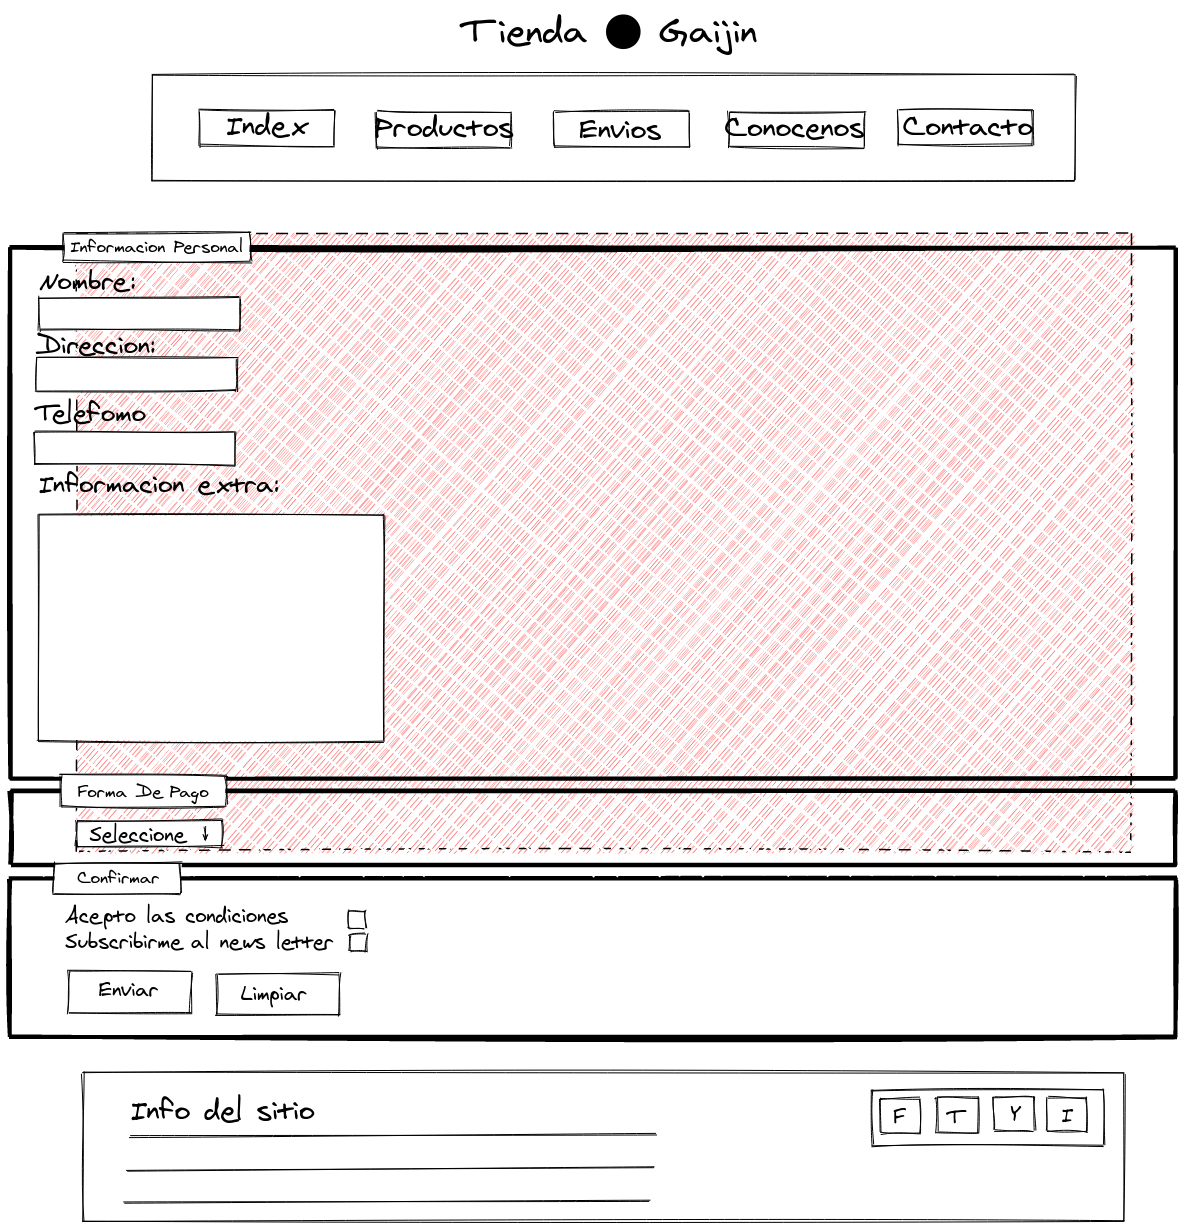 Tienda Gaijin
Index Productos Envios Conocenos Contacto
Informacion Personal
Nombre:
Direccion:
Telefomo
Informacion extra:
Forma De Pago
Seleccione ↓
Confirmar
Acepto las condiciones
Subscribirme al news letter
Enviar Limpiar
Info del sitio
F T Y I